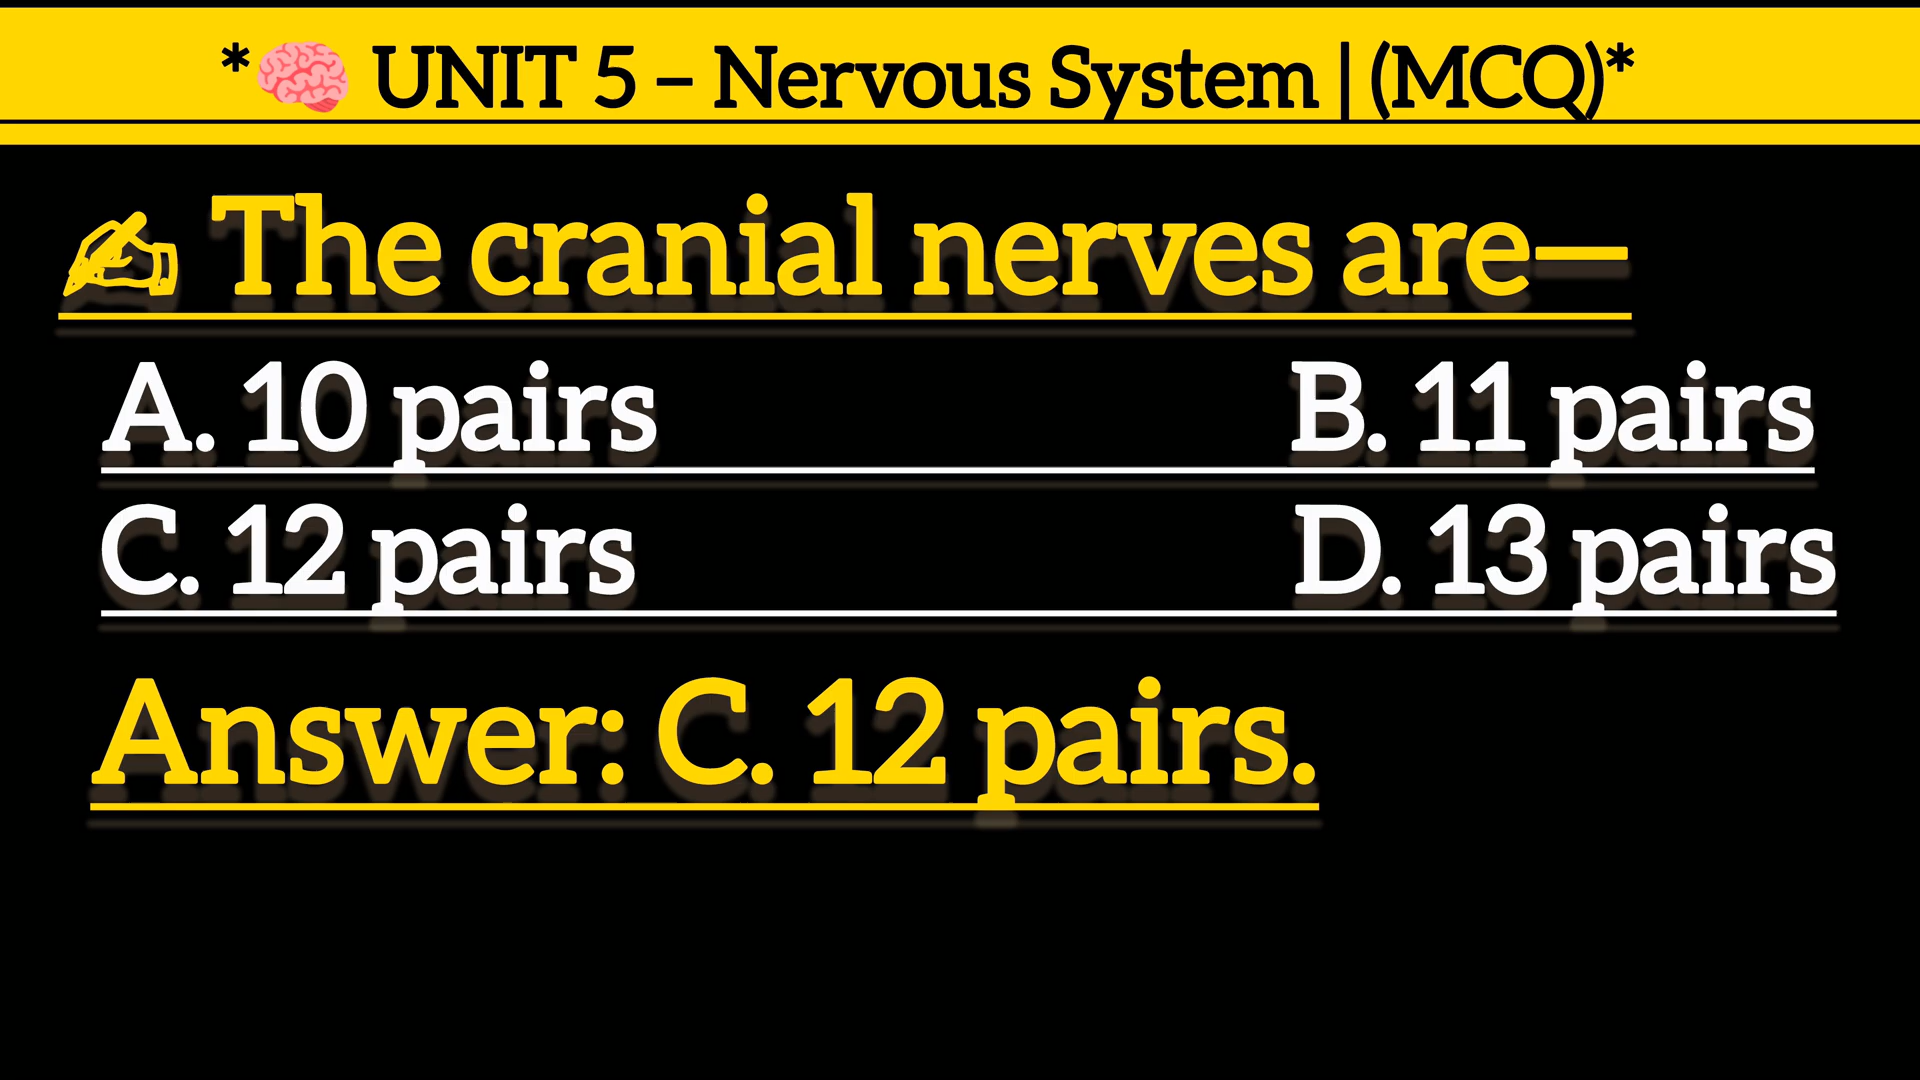 *🧠 UNIT 5 – Nervous System | (MCQ)*
✍ The cranial nerves are—
A. 10 pairs B. 11 pairs
C. 12 pairs D. 13 pairs
Answer: C. 12 pairs.